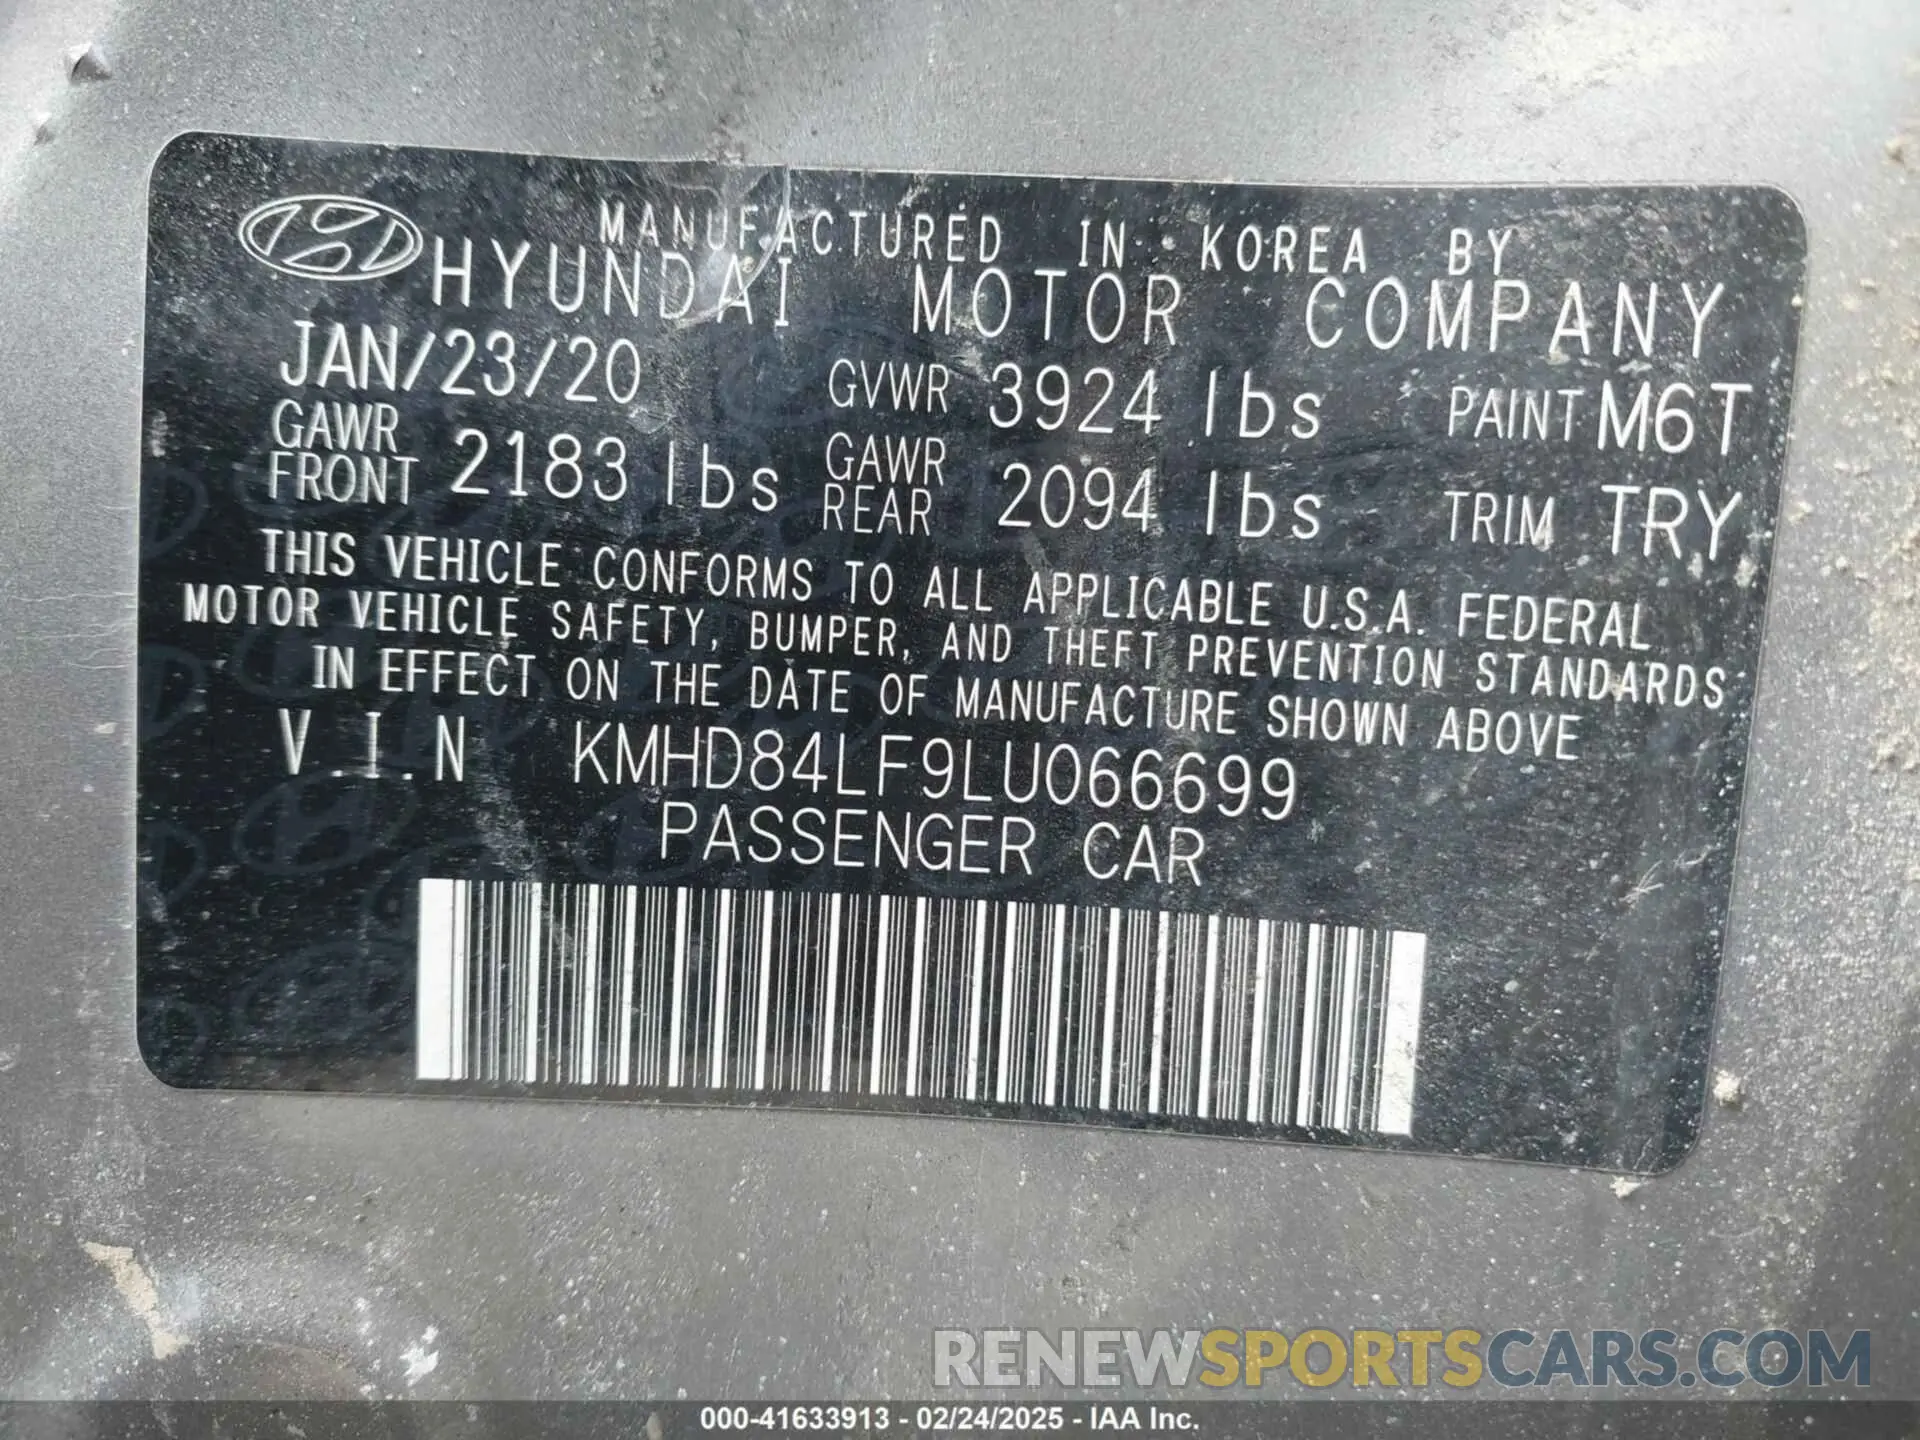 MANUFACTURED IN KOREA BY
HYUNDAI MOTOR COMPANY
JAN/23/20 GVWR 3924 lbs PAINT M6T
GAWR FRONT 2183 lbs GAWR REAR 2094 lbs TRIM TRY
THIS VEHICLE CONFORMS TO ALL APPLICABLE U.S.A. FEDERAL
MOTOR VEHICLE SAFETY, BUMPER, AND THEFT PREVENTION STANDARDS
IN EFFECT ON THE DATE OF MANUFACTURE SHOWN ABOVE
V.I.N KMHD84LF9LU066699
PASSENGER CAR
RENEWSPORTSCARS.COM
000-41633913 - 02/24/2025 - IAA Inc.